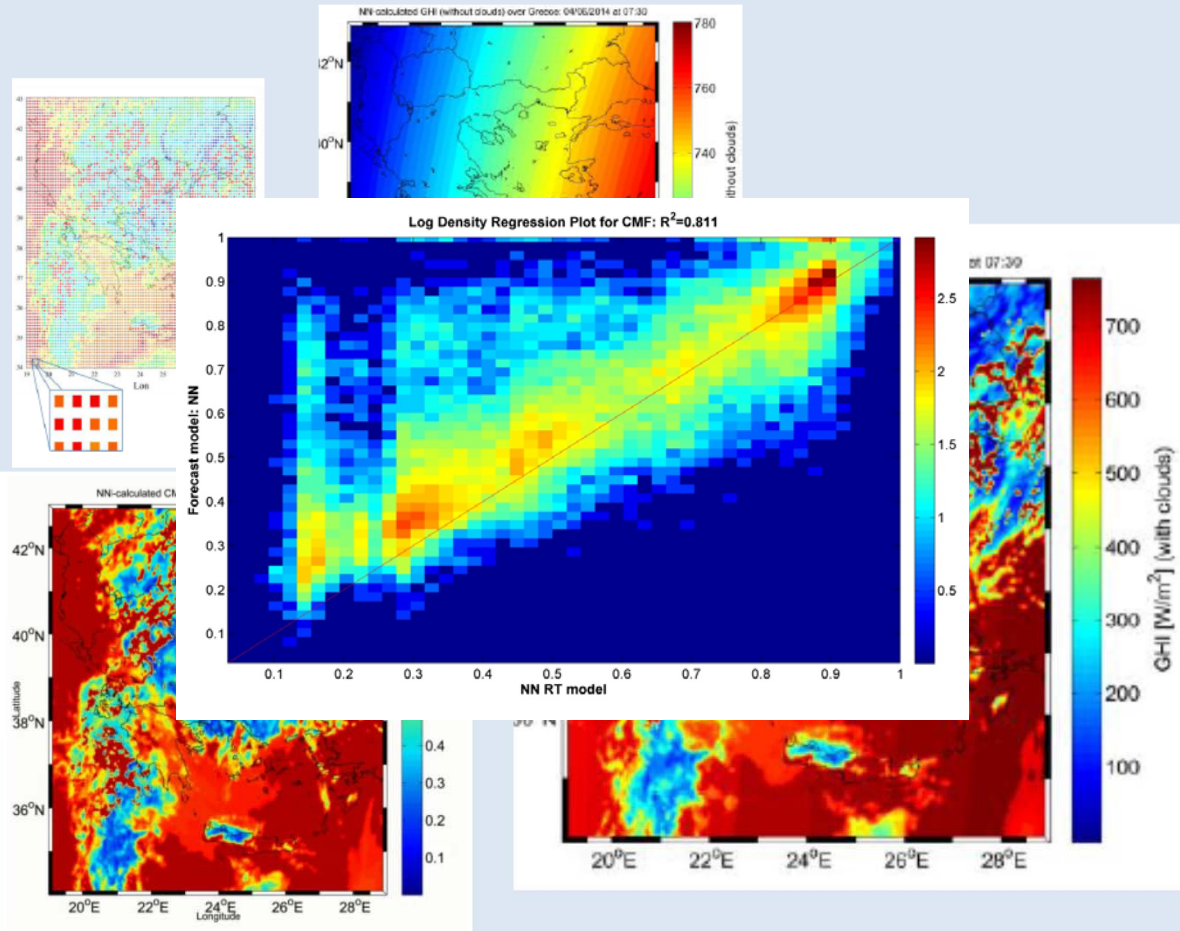 NN-calculated GHI (without clouds) over Greece: 04/06/2014 at 07:30
780
760
740
42°N
40°N
Lon
Log Density Regression Plot for CMF: R²=0.811
Forecast model: NN
1
0.9
0.8
0.7
0.6
0.5
0.4
0.3
0.2
0.1
0.1 0.2 0.3 0.4 0.5 0.6 0.7 0.8 0.9 1
NN RT model
2.5
2
1.5
1
0.5
at 07:30
700
600
500
400
300
200
100
GHI [W/m²] (with clouds)
20°E 22°E 24°E 26°E 28°E
NN-calculated CM
42°N
40°N
38°N
36°N
Latitude
20°E 22°E 24°E 26°E 28°E
Longitude
0.4
0.3
0.2
0.1